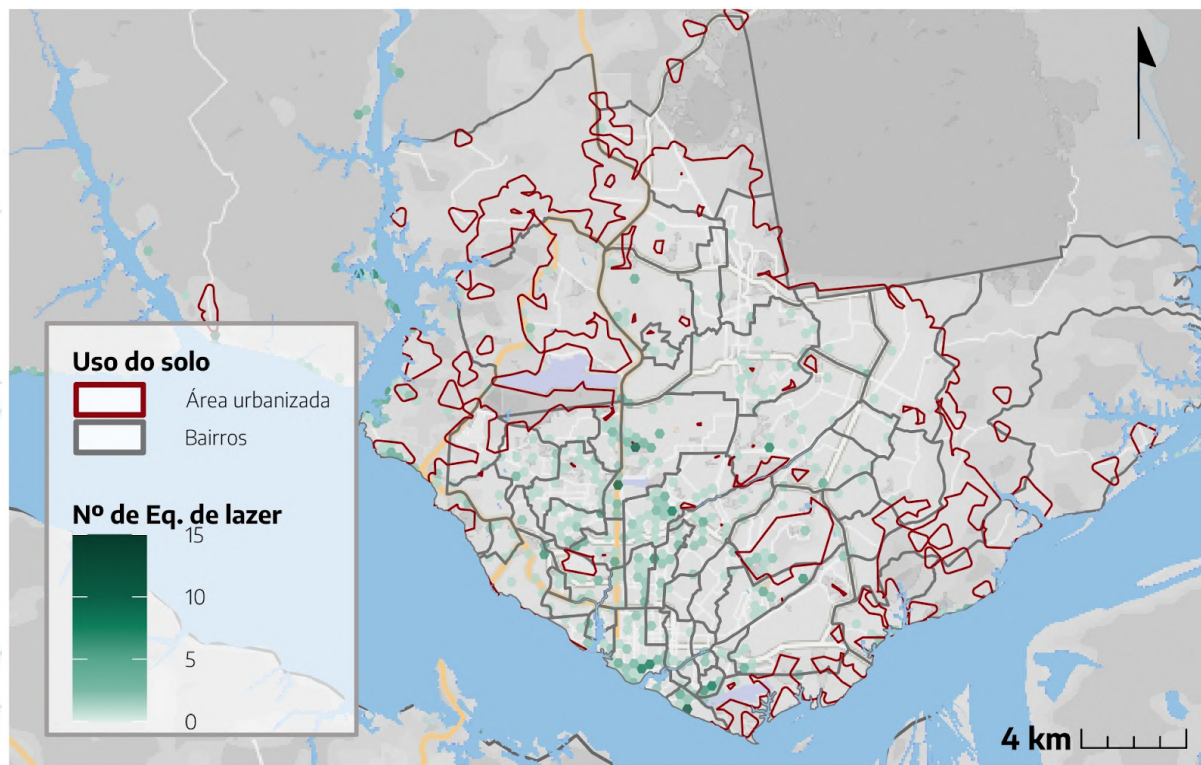 Uso do solo
Área urbanizada
Bairros
Nº de Eq. de lazer
15
10
5
0
4 km